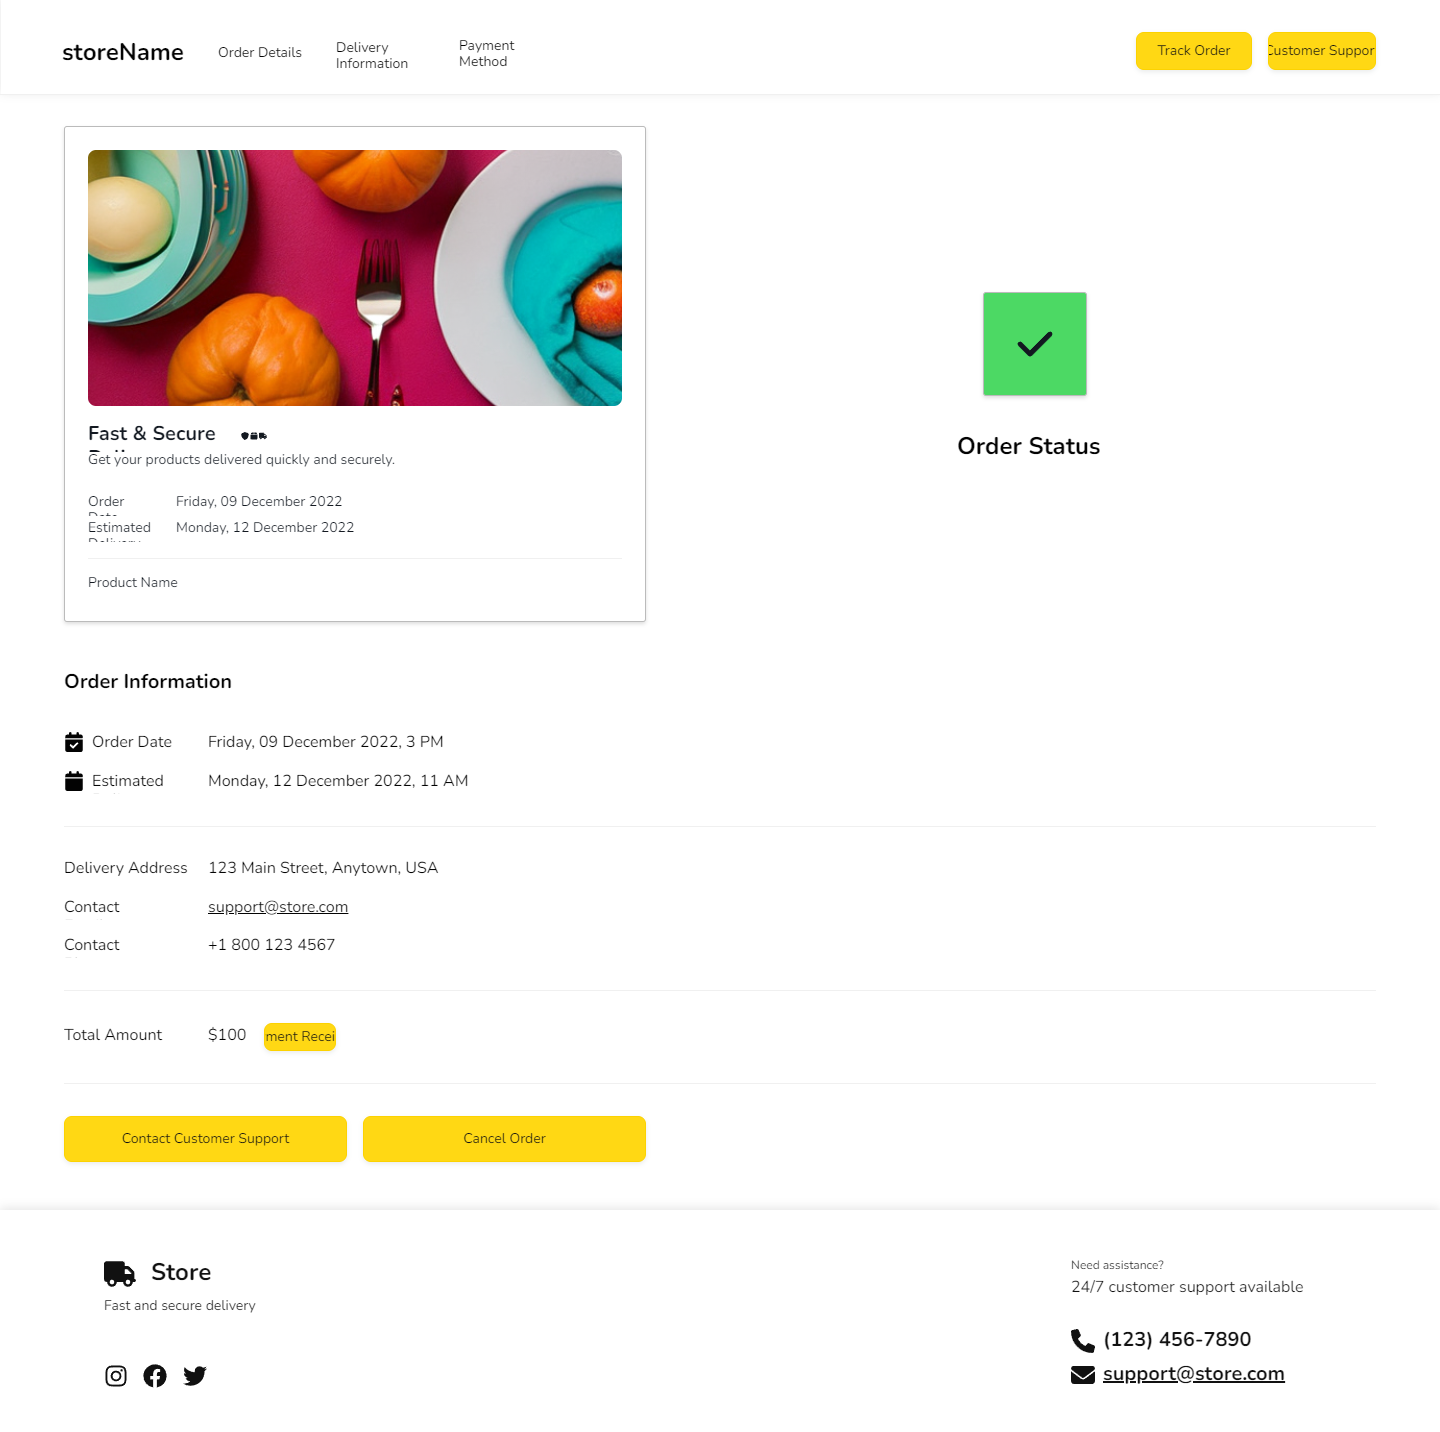 storeName
Order Details
Delivery
Information
Payment
Method
Track Order
Customer Suppor
Fast & Secure
Get your products delivered quickly and securely.
Order
Friday, 09 December 2022
Estimated
Monday, 12 December 2022
Product Name
Order Status
Order Information
Order Date
Friday, 09 December 2022, 3 PM
Estimated
Monday, 12 December 2022, 11 AM
Delivery Address
123 Main Street, Anytown, USA
Contact
support@store.com
Contact
+1 800 123 4567
Total Amount
$100
ment Recei
Contact Customer Support
Cancel Order
Store
Fast and secure delivery
Need assistance?
24/7 customer support available
(123) 456-7890
support@store.com